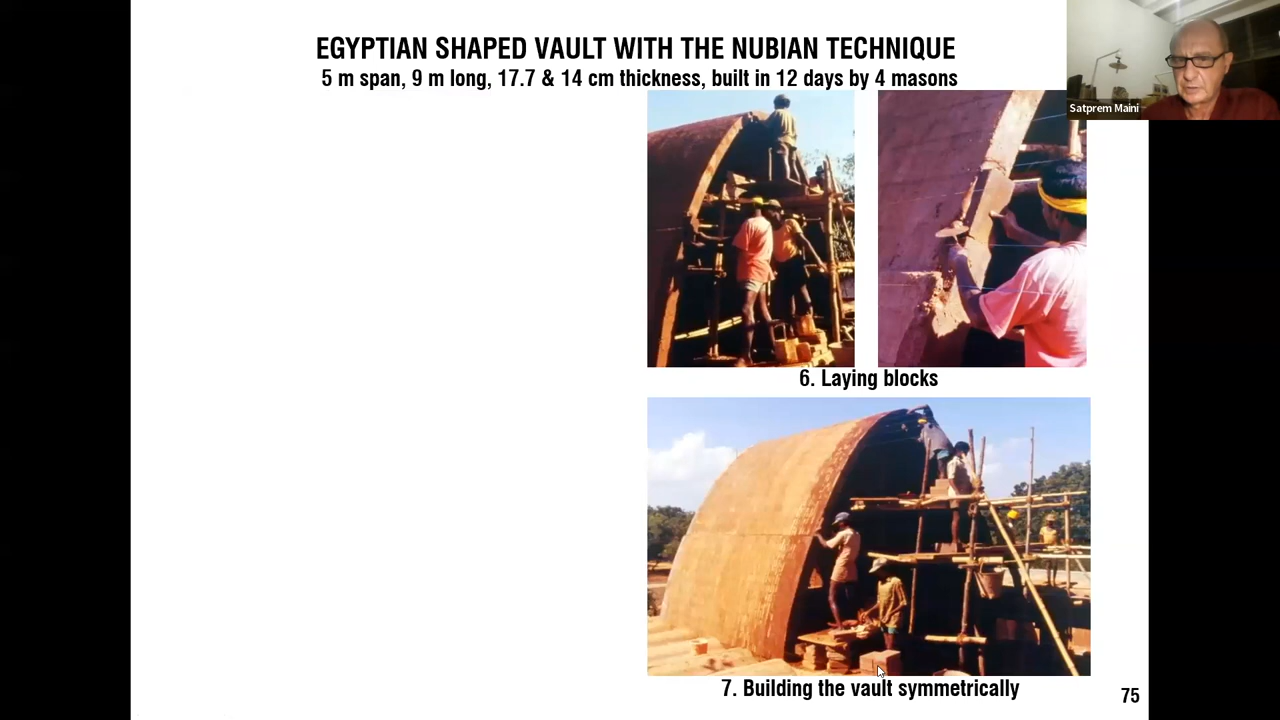 EGYPTIAN SHAPED VAULT WITH THE NUBIAN TECHNIQUE
5 m span, 9 m long, 17.7 & 14 cm thickness, built in 12 days by 4 masons
Satprem Maini
6. Laying blocks
7. Building the vault symmetrically
75